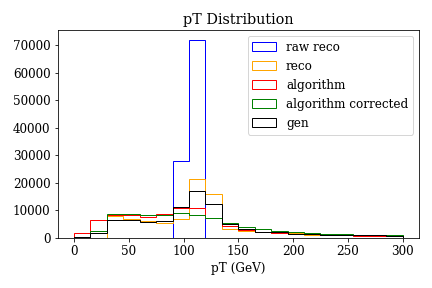 pT Distribution
70000
60000
50000
40000
30000
20000
10000
0
raw reco
reco
algorithm
algorithm corrected
gen
0 50 100 150 200 250 300
pT (GeV)